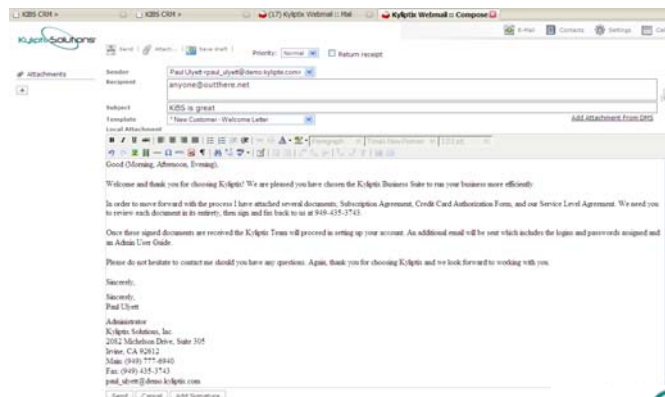 KiBS CRM »
KiBS CRM »
(17) Kyliptix Webmail :: Mai
Kyliptix Webmail :: Compose
Kyliptix Solutions
E-Mail
Contacts
Settings
Cal
Send
Attach...
Save draft
Priority: Normal
Return receipt
Attachments
Sender
Paul Ulyett <paul_ulyett@demo.kyliptix.com>
Recipient
anyone@outthere.net
Subject
KiBS is great
Template
* New Customer - Welcome Letter
Add Attachment From DMS
Local Attachment
Paragraph
Times New Roman
Good (Morning, Afternoon, Evening),
Welcome and thank you for choosing Kyliptix! We are pleased you have chosen the Kyliptix Business Suite to run your business more efficiently.
In order to move forward with the process I have attached several documents, Subscription Agreement, Credit Card Authorization Form, and our Service Level Agreement. We need you
to review each document in its entirety, then sign and fax back to us at 949-435-3743.
Once these signed documents are received the Kyliptix Team will proceed in setting up your account. An additional email will be sent which includes the logins and passwords assigned and
an Admin User Guide.
Please do not hesitate to contact me should you have any questions. Again, thank you for choosing Kyliptix and we look forward to working with you.
Sincerely,
Sincerely,
Paul Ulyett
Administrator
Kyliptix Solutions, Inc.
2082 Michelson Drive, Suite 305
Irvine, CA 92612
Main: (949) 777-6940
Fax: (949) 435-3743
paul_ulyett@demo.kyliptix.com
Send
Cancel
Add Signature